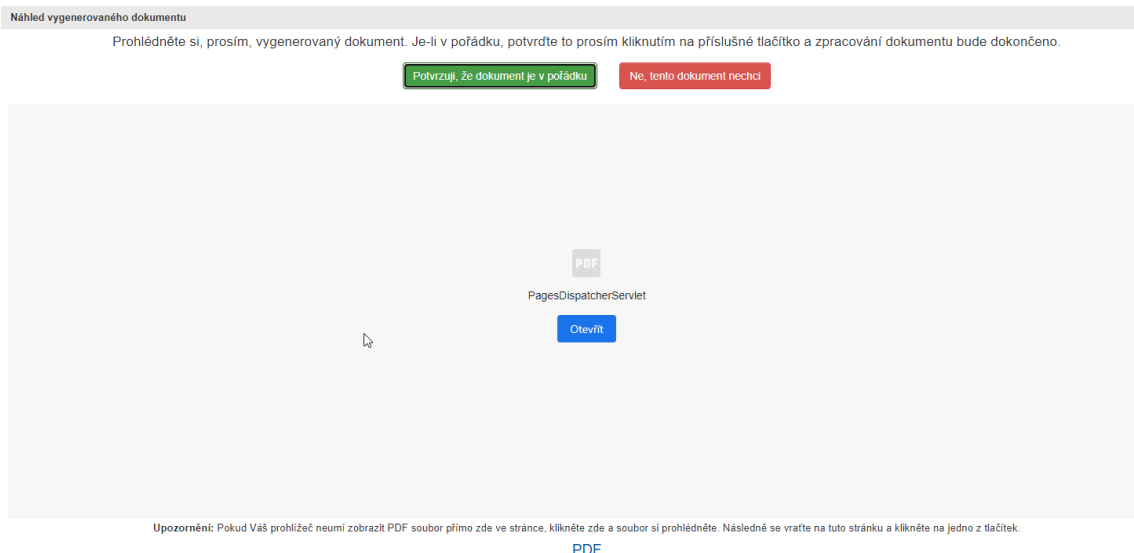 Náhled vygenerovaného dokumentu
Prohlédněte si, prosím, vygenerovaný dokument. Je-li v pořádku, potvrďte to prosím kliknutím na příslušné tlačítko a zpracování dokumentu bude dokončeno.
Potvrzuji, že dokument je v pořádku
Ne, tento dokument nechci
PDF
PagesDispatcherServlet
Otevřít
Upozornění: Pokud Váš prohlížeč neumí zobrazit PDF soubor přímo zde ve stránce, klikněte zde a soubor si prohlédněte. Následně se vraťte na tuto stránku a klikněte na jedno z tlačítek.
PDF